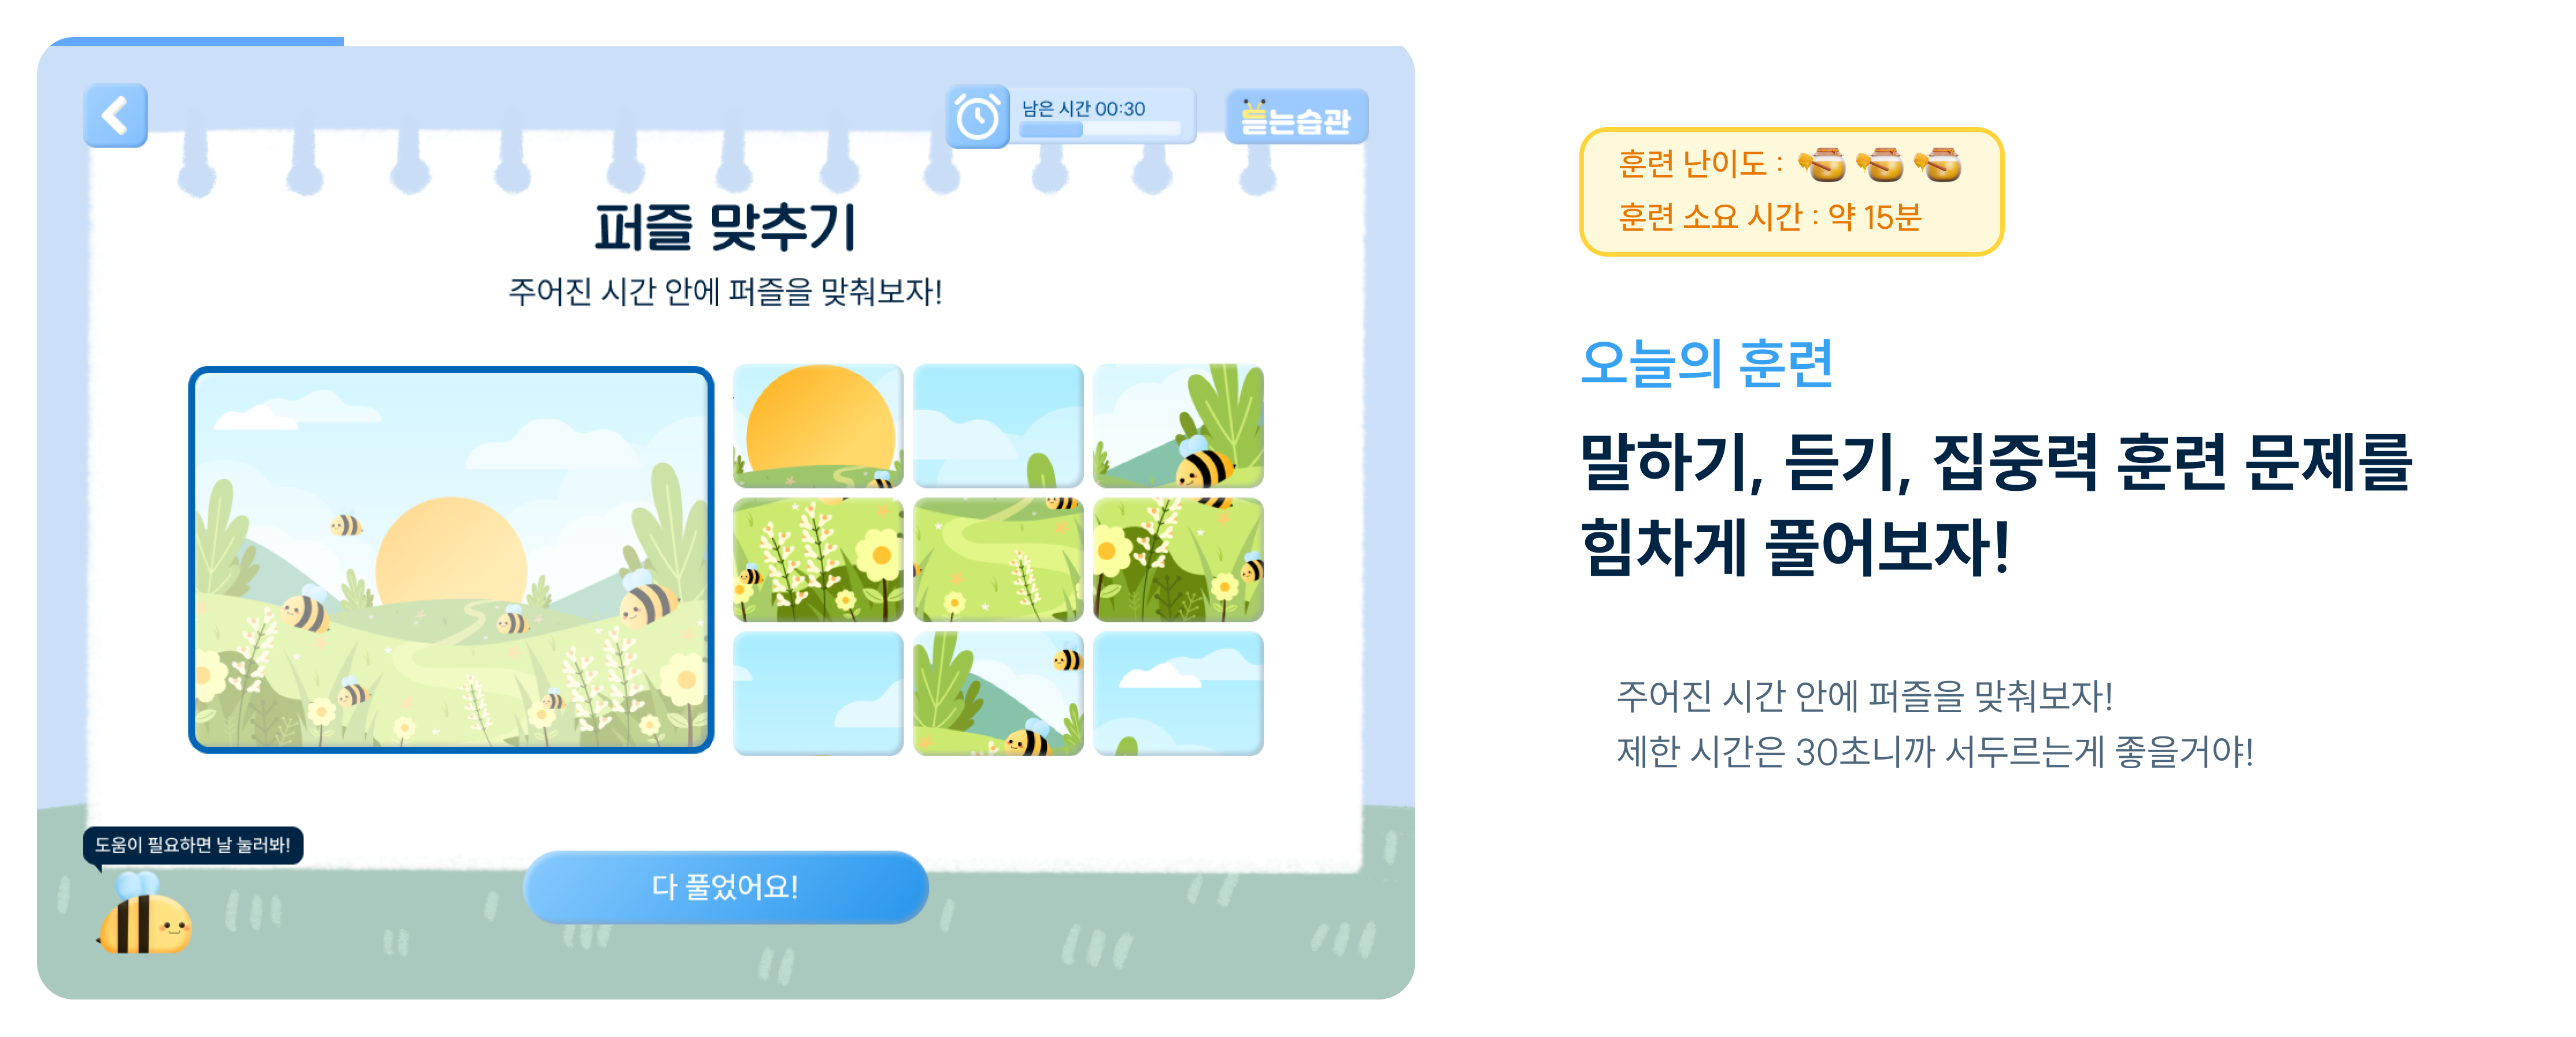 남은 시간 00:30
듣는습관
퍼즐 맞추기
주어진 시간 안에 퍼즐을 맞춰보자!
도움이 필요하면 날 눌러봐!
다 풀었어요!
훈련 난이도 :
훈련 소요 시간 : 약 15분
오늘의 훈련
말하기, 듣기, 집중력 훈련 문제를
힘차게 풀어보자!
주어진 시간 안에 퍼즐을 맞춰보자!
제한 시간은 30초니까 서두르는게 좋을거야!